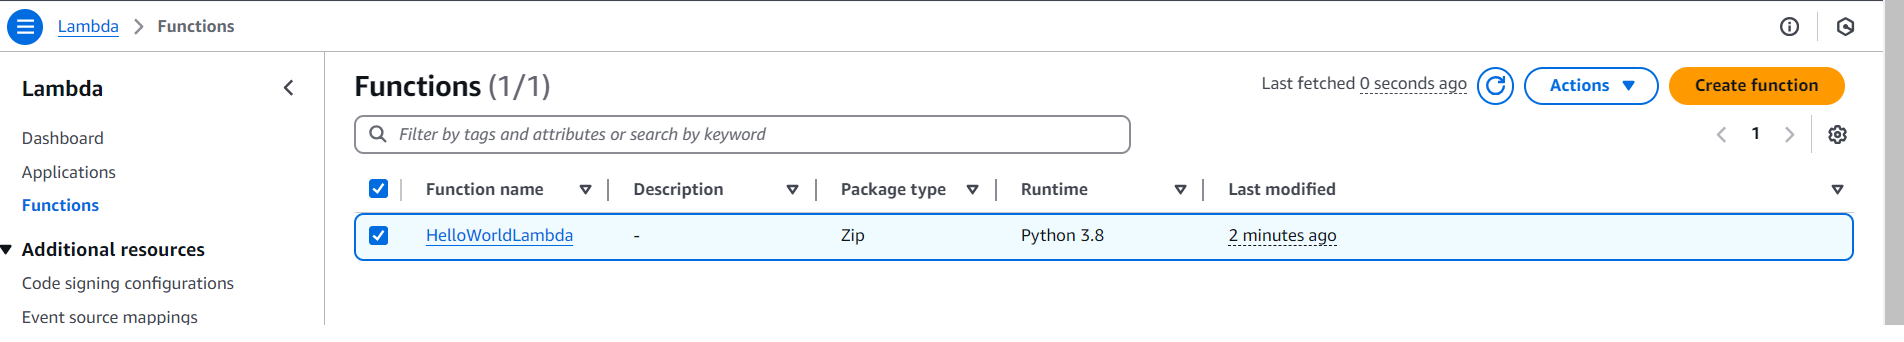 Lambda > Functions
Lambda
Dashboard
Applications
Functions
Additional resources
Code signing configurations
Event source mappings
Functions (1/1)
Last fetched 0 seconds ago
Actions
Create function
Filter by tags and attributes or search by keyword
1
Function name Description Package type Runtime Last modified
HelloWorldLambda - Zip Python 3.8 2 minutes ago